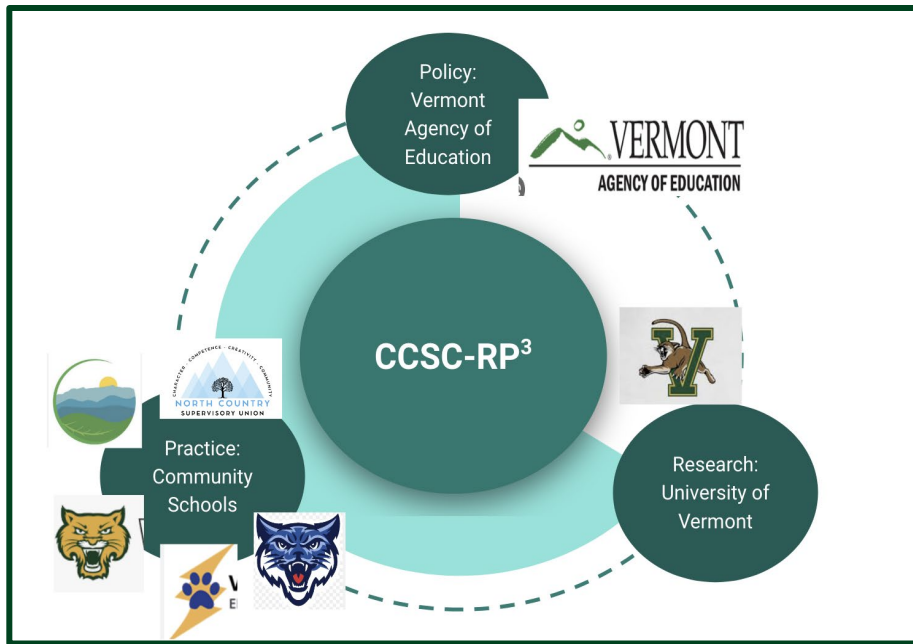 Policy:
Vermont
Agency of
Education
VERMONT
AGENCY OF EDUCATION
CCSC-RP³
CHARACTER · COMPETENCE · CREATIVITY · COMMUNITY
NORTH COUNTRY
SUPERVISORY UNION
Practice:
Community
Schools
V
Research:
University of
Vermont